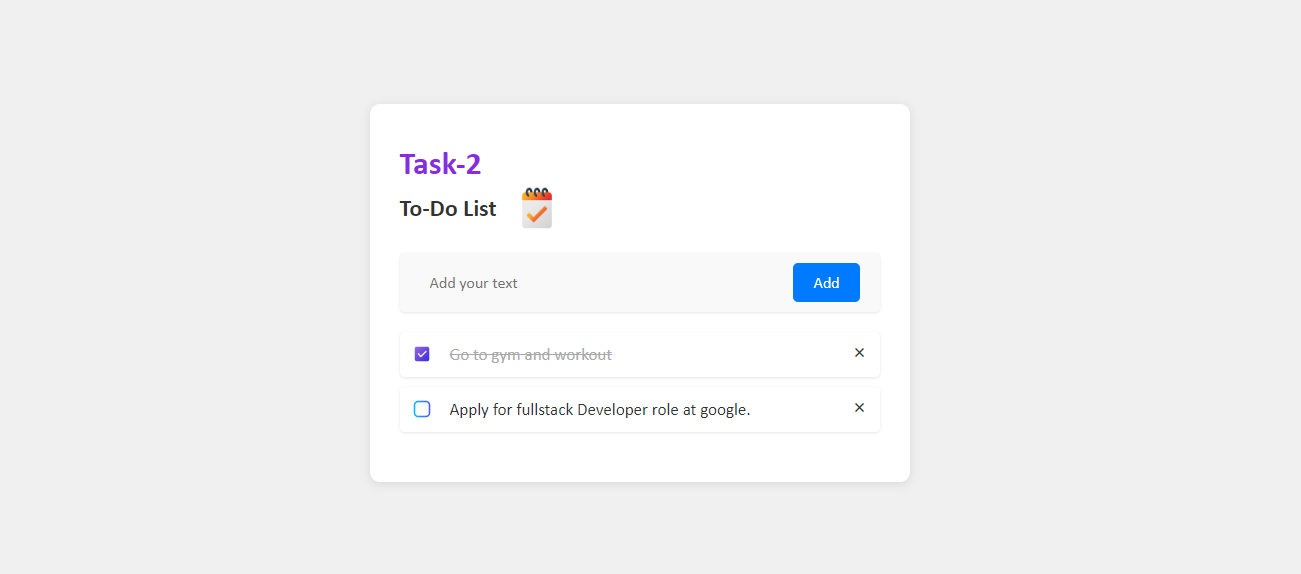 Task-2
To-Do List
Add your text
Add
Go to gym and workout
×
Apply for fullstack Developer role at google.
×